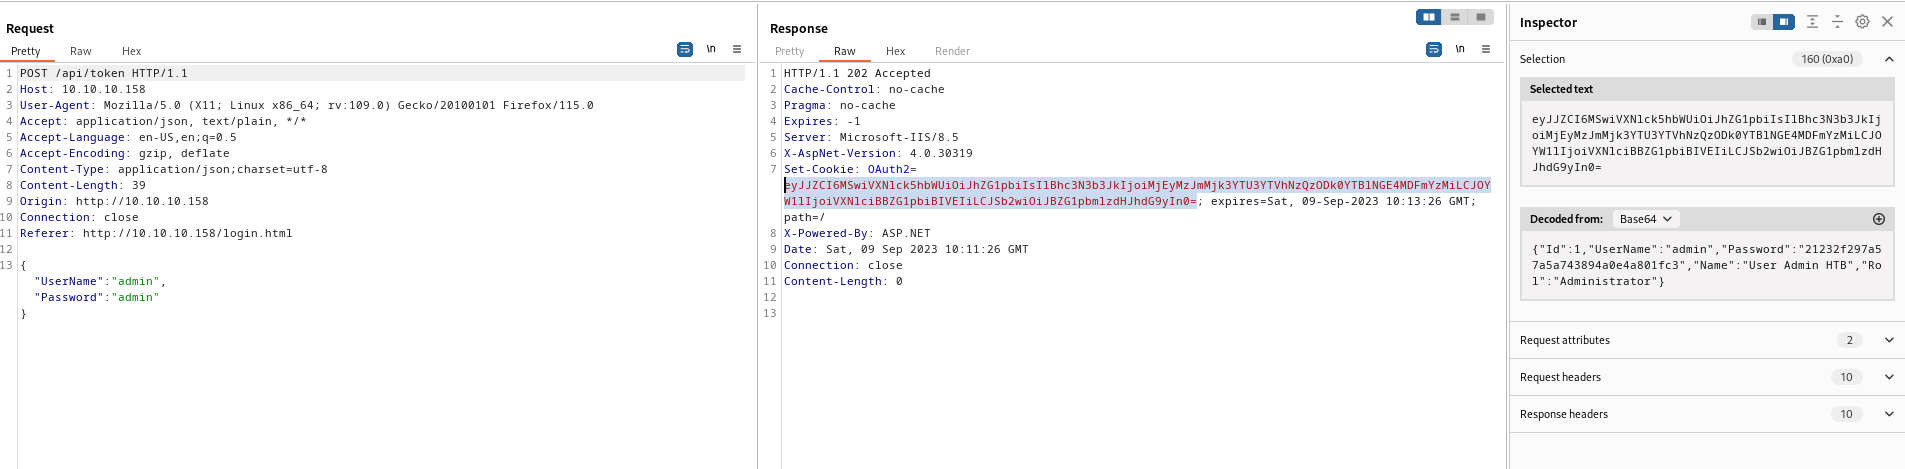 Request
Pretty Raw Hex
\n
1 POST /api/token HTTP/1.1
2 Host: 10.10.10.158
3 User-Agent: Mozilla/5.0 (X11; Linux x86_64; rv:109.0) Gecko/20100101 Firefox/115.0
4 Accept: application/json, text/plain, */*
5 Accept-Language: en-US,en;q=0.5
6 Accept-Encoding: gzip, deflate
7 Content-Type: application/json;charset=utf-8
8 Content-Length: 39
9 Origin: http://10.10.10.158
10 Connection: close
11 Referer: http://10.10.10.158/login.html
12
13 {
"UserName":"admin",
"Password":"admin"
}
Response
Pretty Raw Hex Render
\n
1 HTTP/1.1 202 Accepted
2 Cache-Control: no-cache
3 Pragma: no-cache
4 Expires: -1
5 Server: Microsoft-IIS/8.5
6 X-AspNet-Version: 4.0.30319
7 Set-Cookie: OAuth2=
eyJJZCI6MSwiVXNlck5hbWUiOiJhZG1pbiIsIlBhc3N3b3JkIjoiMjEyMzJmMjk3YTU3YTVhNzQzODk0YTBlNGE4MDFmYzMiLCJOY
W1lIjoiVXNlciBBZG1pbiBIVEIiLCJSb2wiOiJBZG1pbmlzdHJhdG9yIn0=; expires=Sat, 09-Sep-2023 10:13:26 GMT;
path=/
8 X-Powered-By: ASP.NET
9 Date: Sat, 09 Sep 2023 10:11:26 GMT
10 Connection: close
11 Content-Length: 0
12
13
Inspector
Selection 160 (0xa0)
Selected text
eyJJZCI6MSwiVXNlck5hbWUiOiJhZG1pbiIsIlBhc3N3b3JkIj
oiMjEyMzJmMjk3YTU3YTVhNzQzODk0YTBlNGE4MDFmYzMiLCJO
YW1lIjoiVXNlciBBZG1pbiBIVEIiLCJSb2wiOiJBZG1pbmlzdH
JhdG9yIn0=
Decoded from: Base64
{"Id":1,"UserName":"admin","Password":"21232f297a5
7a5a743894a0e4a801fc3","Name":"User Admin HTB","Ro
l":"Administrator"}
Request attributes 2
Request headers 10
Response headers 10